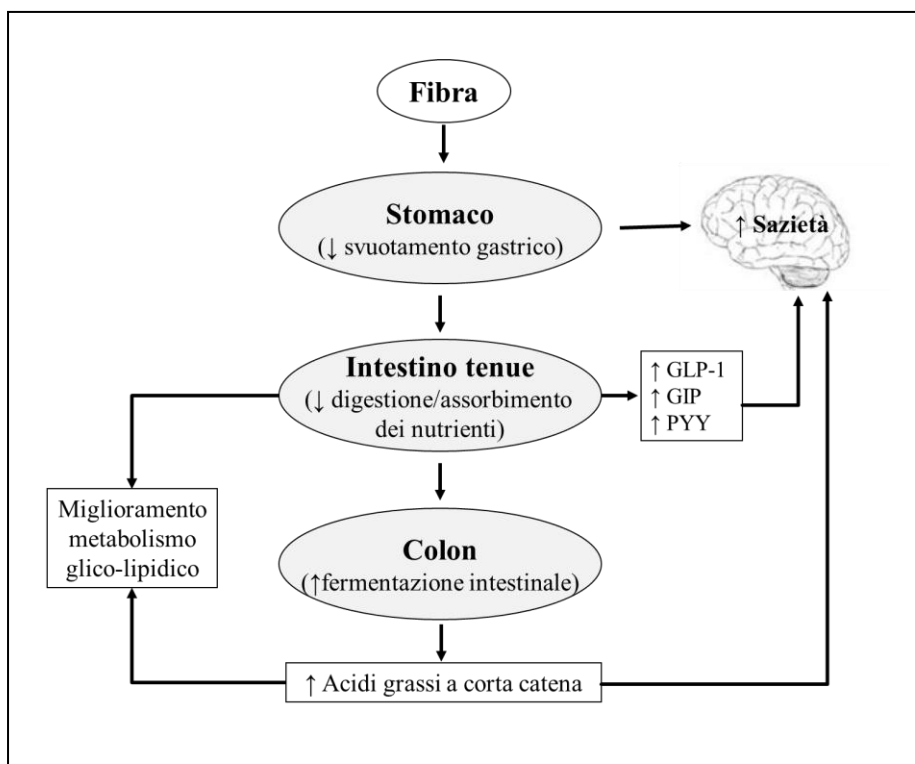 Fibra
Stomaco
(↓ svuotamento gastrico)
↑ Sazietà
Intestino tenue
(↓ digestione/assorbimento
dei nutrienti)
↑ GLP-1
↑ GIP
↑ PYY
Miglioramento
metabolismo
glico-lipidico
Colon
(↑fermentazione intestinale)
↑ Acidi grassi a corta catena